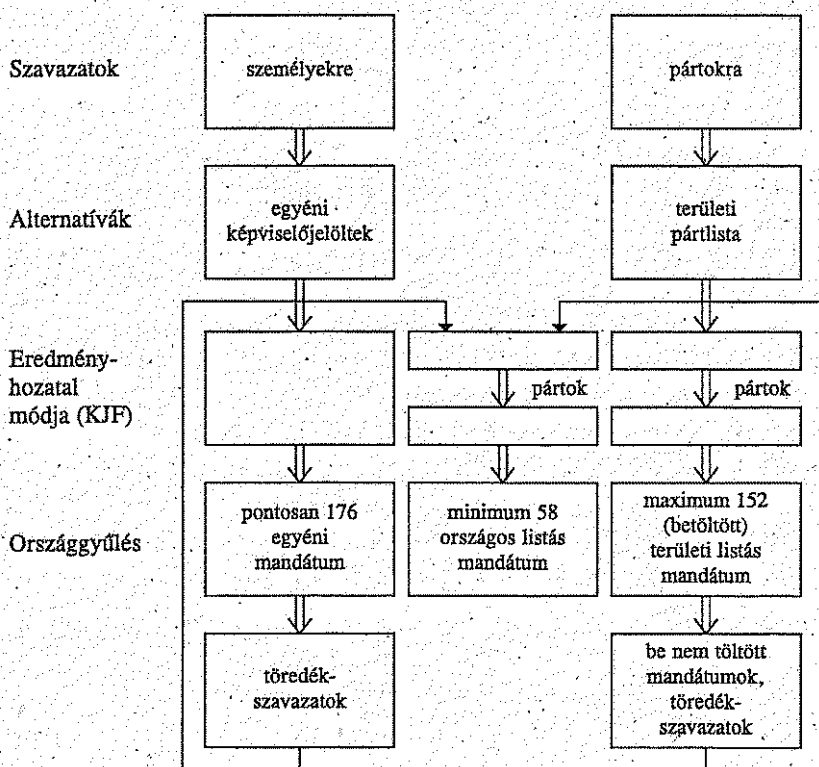 Szavazatok
személyekre
pártokra
Alternatívák
egyéni
képviselőjelöltek
területi
pártlista
Eredmény-
hozatal
módja (KJF)
pártok
pártok
Országgyűlés
pontosan 176
egyéni
mandátum
minimum 58
országos listás
mandátum
maximum 152
(betöltött)
területi listás
mandátum
töredék-
szavazatok
be nem töltött
mandátumok,
töredék-
szavazatok